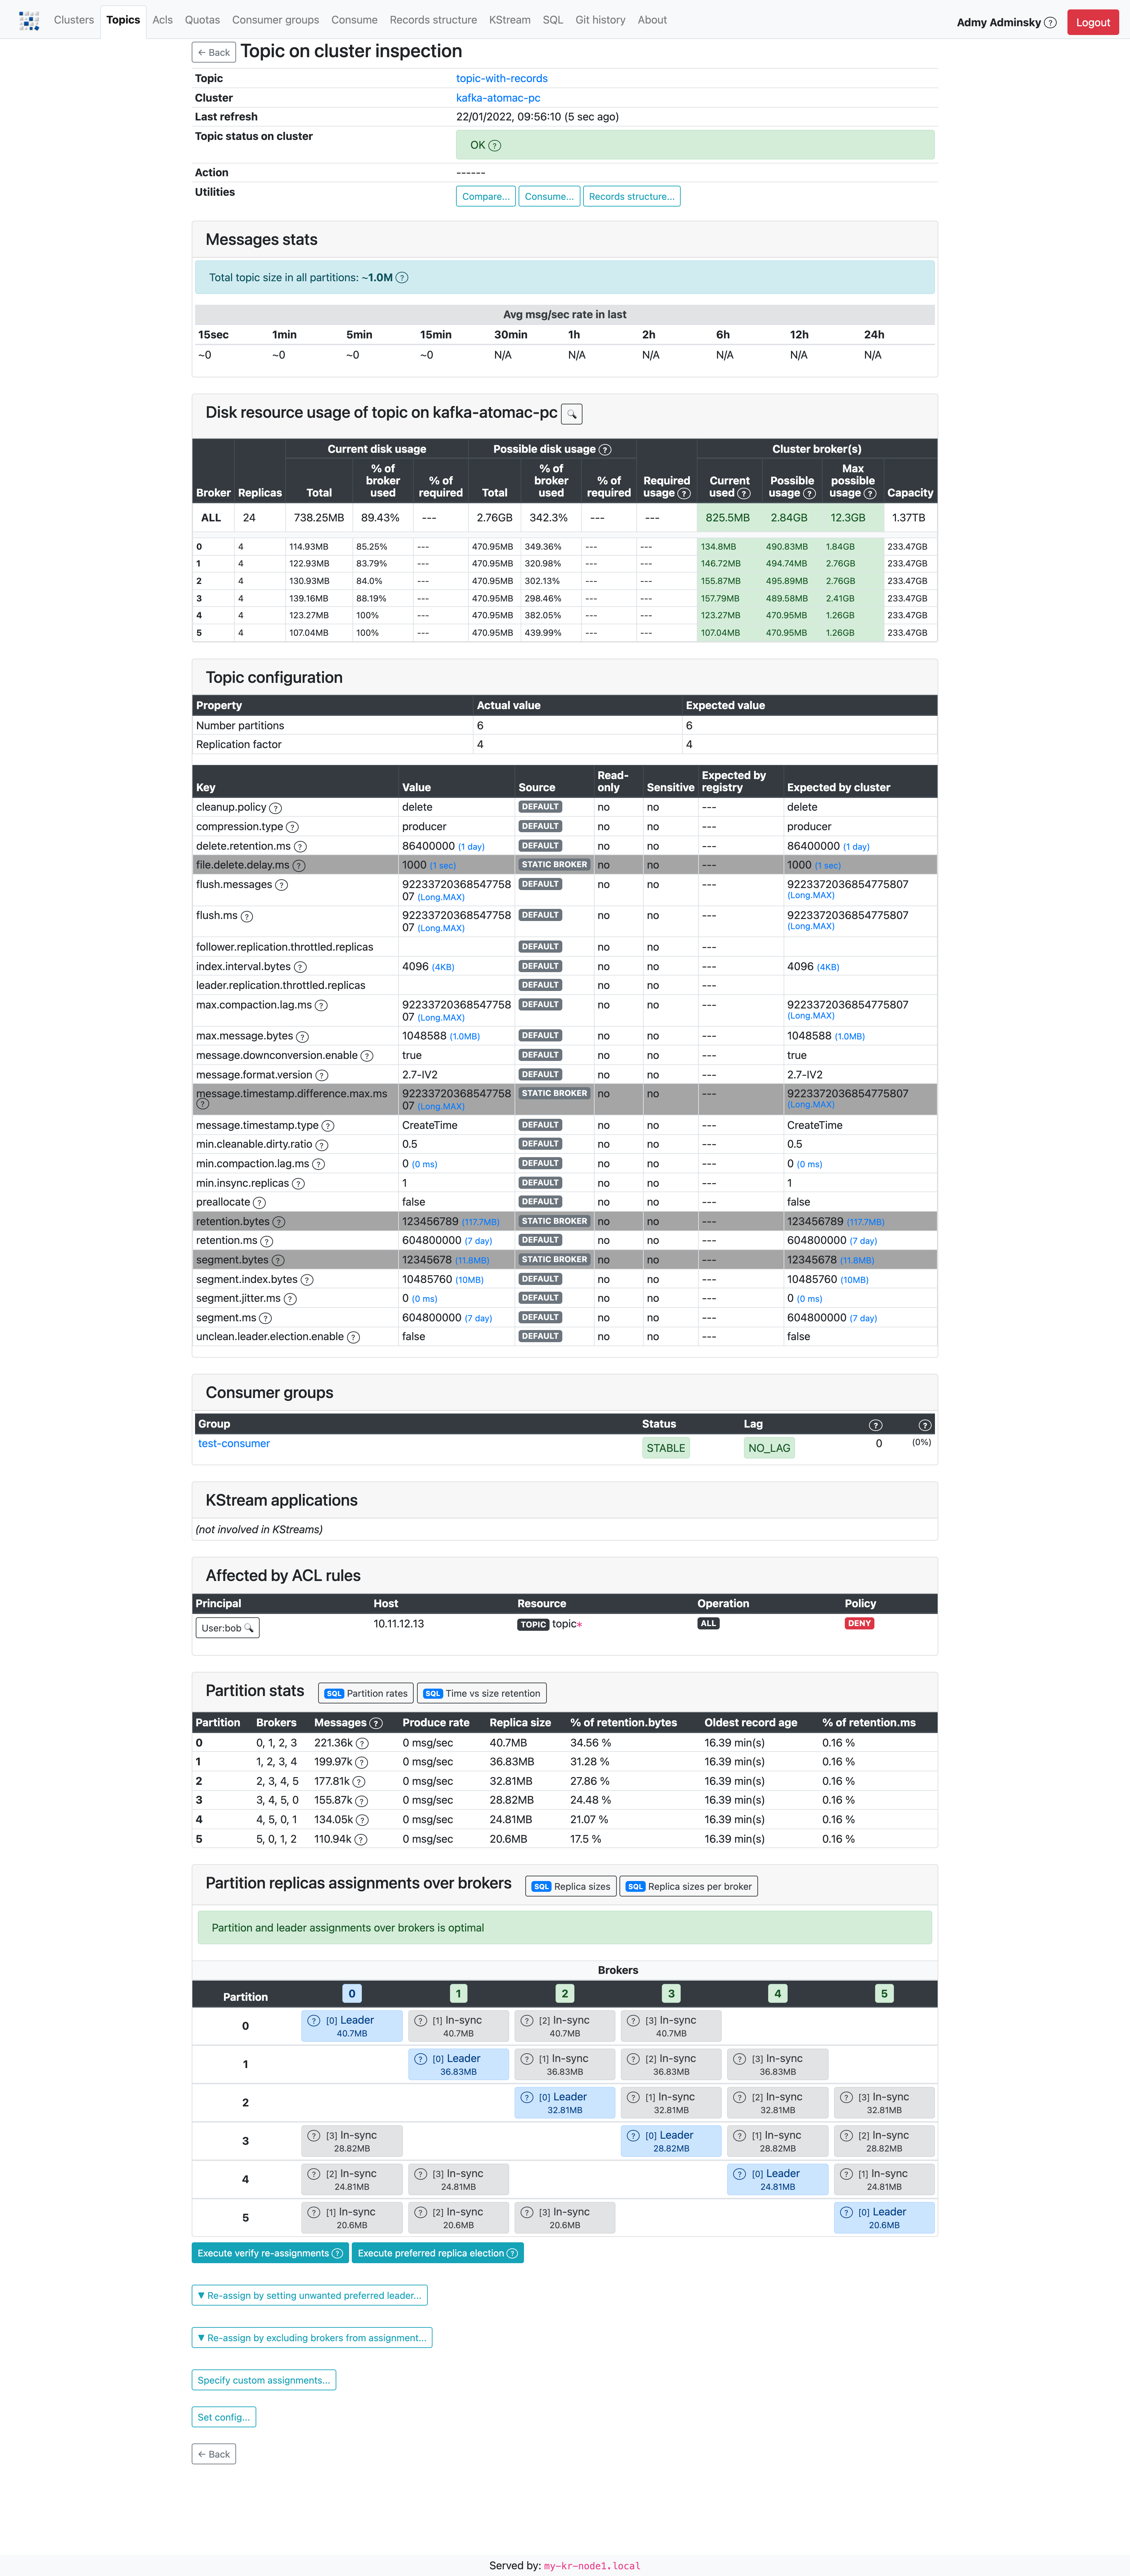 Clusters Topics Acls Quotas Consumer groups Consume Records structure KStream SQL Git history About Admy Adminsky ? Logout
← Back Topic on cluster inspection
Topic topic-with-records
Cluster kafka-atomac-pc
Last refresh 22/01/2022, 09:56:10 (5 sec ago)
Topic status on cluster OK ?
Action ------
Utilities Compare... Consume... Records structure...
Messages stats
Total topic size in all partitions: ~1.0M ?
Avg msg/sec rate in last
15sec 1min 5min 15min 30min 1h 2h 6h 12h 24h
~0 ~0 ~0 ~0 N/A N/A N/A N/A N/A N/A
Disk resource usage of topic on kafka-atomac-pc
Current disk usage Possible disk usage ? Cluster broker(s)
Broker Replicas Total % of broker used % of required Total % of broker used % of required Required usage ? Current used ? Possible usage ? Max possible usage ? Capacity
ALL 24 738.25MB 89.43% --- 2.76GB 342.3% --- --- 825.5MB 2.84GB 12.3GB 1.37TB
0 4 114.93MB 85.25% --- 470.95MB 349.36% --- --- 134.8MB 490.83MB 1.84GB 233.47GB
1 4 122.93MB 83.79% --- 470.95MB 320.98% --- --- 146.72MB 494.74MB 2.76GB 233.47GB
2 4 130.93MB 84.0% --- 470.95MB 302.13% --- --- 155.87MB 495.89MB 2.76GB 233.47GB
3 4 139.16MB 88.19% --- 470.95MB 298.46% --- --- 157.79MB 489.58MB 2.41GB 233.47GB
4 4 123.27MB 100% --- 470.95MB 382.05% --- --- 123.27MB 470.95MB 1.26GB 233.47GB
5 4 107.04MB 100% --- 470.95MB 439.99% --- --- 107.04MB 470.95MB 1.26GB 233.47GB
Topic configuration
Property Actual value Expected value
Number partitions 6 6
Replication factor 4 4
Key Value Source Read-only Sensitive Expected by registry Expected by cluster
cleanup.policy ? delete DEFAULT no no --- delete
compression.type ? producer DEFAULT no no --- producer
delete.retention.ms ? 86400000 (1 day) DEFAULT no no --- 86400000 (1 day)
file.delete.delay.ms ? 1000 (1 sec) STATIC BROKER no no --- 1000 (1 sec)
flush.messages ? 9223372036854775807 (Long.MAX) DEFAULT no no --- 9223372036854775807 (Long.MAX)
flush.ms ? 9223372036854775807 (Long.MAX) DEFAULT no no --- 9223372036854775807 (Long.MAX)
follower.replication.throttled.replicas DEFAULT no no ---
index.interval.bytes ? 4096 (4KB) DEFAULT no no --- 4096 (4KB)
leader.replication.throttled.replicas DEFAULT no no ---
max.compaction.lag.ms ? 9223372036854775807 (Long.MAX) DEFAULT no no --- 9223372036854775807 (Long.MAX)
max.message.bytes ? 1048588 (1.0MB) DEFAULT no no --- 1048588 (1.0MB)
message.downconversion.enable ? true DEFAULT no no --- true
message.format.version ? 2.7-IV2 DEFAULT no no --- 2.7-IV2
message.timestamp.difference.max.ms ? 9223372036854775807 (Long.MAX) STATIC BROKER no no --- 9223372036854775807 (Long.MAX)
message.timestamp.type ? CreateTime DEFAULT no no --- CreateTime
min.cleanable.dirty.ratio ? 0.5 DEFAULT no no --- 0.5
min.compaction.lag.ms ? 0 (0 ms) DEFAULT no no --- 0 (0 ms)
min.insync.replicas ? 1 DEFAULT no no --- 1
preallocate ? false DEFAULT no no --- false
retention.bytes ? 123456789 (117.7MB) STATIC BROKER no no --- 123456789 (117.7MB)
retention.ms ? 604800000 (7 day) DEFAULT no no --- 604800000 (7 day)
segment.bytes ? 12345678 (11.8MB) STATIC BROKER no no --- 12345678 (11.8MB)
segment.index.bytes ? 10485760 (10MB) DEFAULT no no --- 10485760 (10MB)
segment.jitter.ms ? 0 (0 ms) DEFAULT no no --- 0 (0 ms)
segment.ms ? 604800000 (7 day) DEFAULT no no --- 604800000 (7 day)
unclean.leader.election.enable ? false DEFAULT no no --- false
Consumer groups
Group Status Lag ? ?
test-consumer STABLE NO_LAG 0 (0%)
KStream applications
(not involved in KStreams)
Affected by ACL rules
Principal Host Resource Operation Policy
User:bob 10.11.12.13 TOPIC topic* ALL DENY
Partition stats SQL Partition rates SQL Time vs size retention
Partition Brokers Messages ? Produce rate Replica size % of retention.bytes Oldest record age % of retention.ms
0 0, 1, 2, 3 221.36k ? 0 msg/sec 40.7MB 34.56 % 16.39 min(s) 0.16 %
1 1, 2, 3, 4 199.97k ? 0 msg/sec 36.83MB 31.28 % 16.39 min(s) 0.16 %
2 2, 3, 4, 5 177.81k ? 0 msg/sec 32.81MB 27.86 % 16.39 min(s) 0.16 %
3 3, 4, 5, 0 155.87k ? 0 msg/sec 28.82MB 24.48 % 16.39 min(s) 0.16 %
4 4, 5, 0, 1 134.05k ? 0 msg/sec 24.81MB 21.07 % 16.39 min(s) 0.16 %
5 5, 0, 1, 2 110.94k ? 0 msg/sec 20.6MB 17.5 % 16.39 min(s) 0.16 %
Partition replicas assignments over brokers SQL Replica sizes SQL Replica sizes per broker
Partition and leader assignments over brokers is optimal
Brokers
Partition 0 1 2 3 4 5
0 ? [0] Leader ? [1] In-sync ? [2] In-sync ? [3] In-sync
40.7MB 40.7MB 40.7MB 40.7MB
1 ? [0] Leader ? [1] In-sync ? [2] In-sync ? [3] In-sync
36.83MB 36.83MB 36.83MB 36.83MB
2 ? [0] Leader ? [1] In-sync ? [2] In-sync ? [3] In-sync
32.81MB 32.81MB 32.81MB 32.81MB
3 ? [3] In-sync ? [0] Leader ? [1] In-sync ? [2] In-sync
28.82MB 28.82MB 28.82MB 28.82MB
4 ? [2] In-sync ? [3] In-sync ? [0] Leader ? [1] In-sync
24.81MB 24.81MB 24.81MB 24.81MB
5 ? [1] In-sync ? [2] In-sync ? [3] In-sync ? [0] Leader
20.6MB 20.6MB 20.6MB 20.6MB
Execute verify re-assignments ? Execute preferred replica election ?
▼ Re-assign by setting unwanted preferred leader...
▼ Re-assign by excluding brokers from assignment...
Specify custom assignments...
Set config...
← Back
Served by: my-kr-node1.local